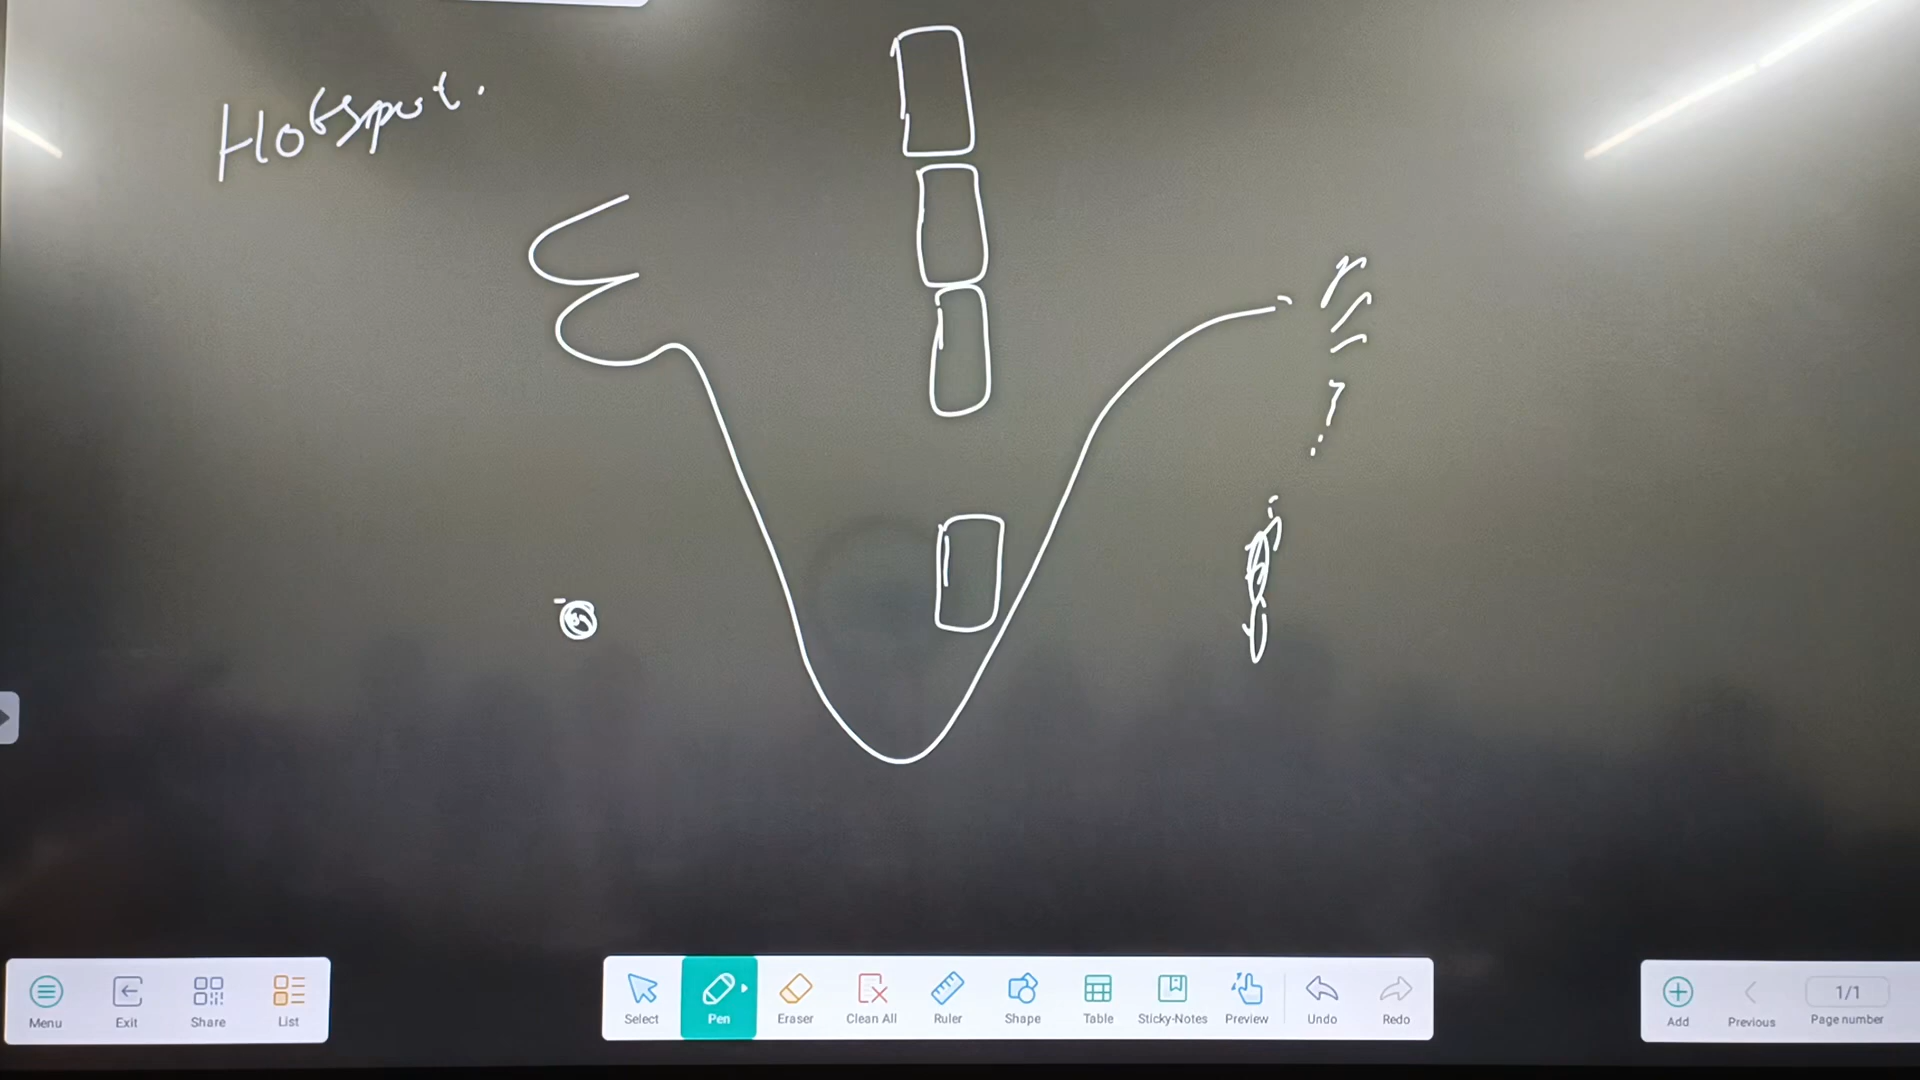 Hotspot.
Menu
Exit
Share
List
Select
Pen
Eraser
Clean All
Ruler
Shape
Table
Sticky-Notes
Preview
Undo
Redo
Add
Previous
1/1
Page number